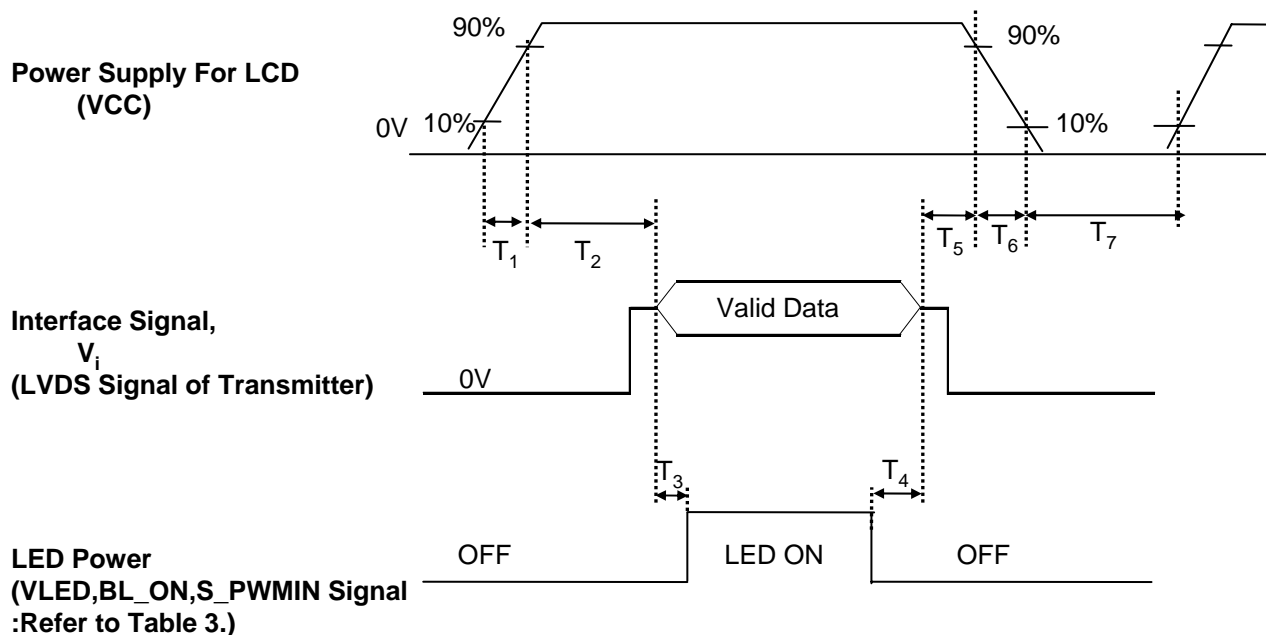 90%
90%
Power Supply For LCD
(VCC)
0V
10%
10%
T1
T2
T5
T6
T7
Valid Data
Interface Signal,
Vi
(LVDS Signal of Transmitter)
0V
T3
T4
LED Power
OFF
LED ON
OFF
(VLED,BL_ON,S_PWMIN Signal
:Refer to Table 3.)